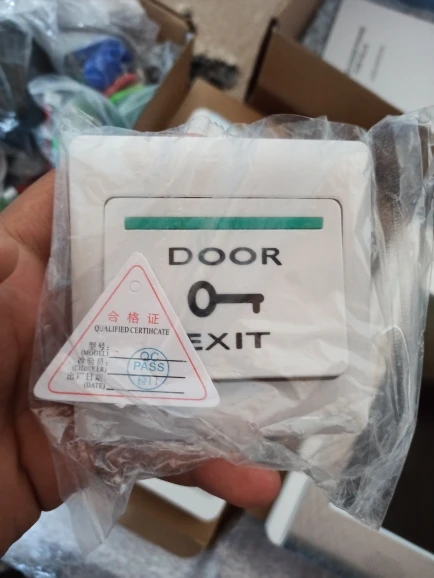 DOOR
EXIT
合格证
QUALIFIED CERTIHCATE
型号:
(MODEL)
检验员:
(CHECKER)
出厂日期
(DATE)
QC
PASS